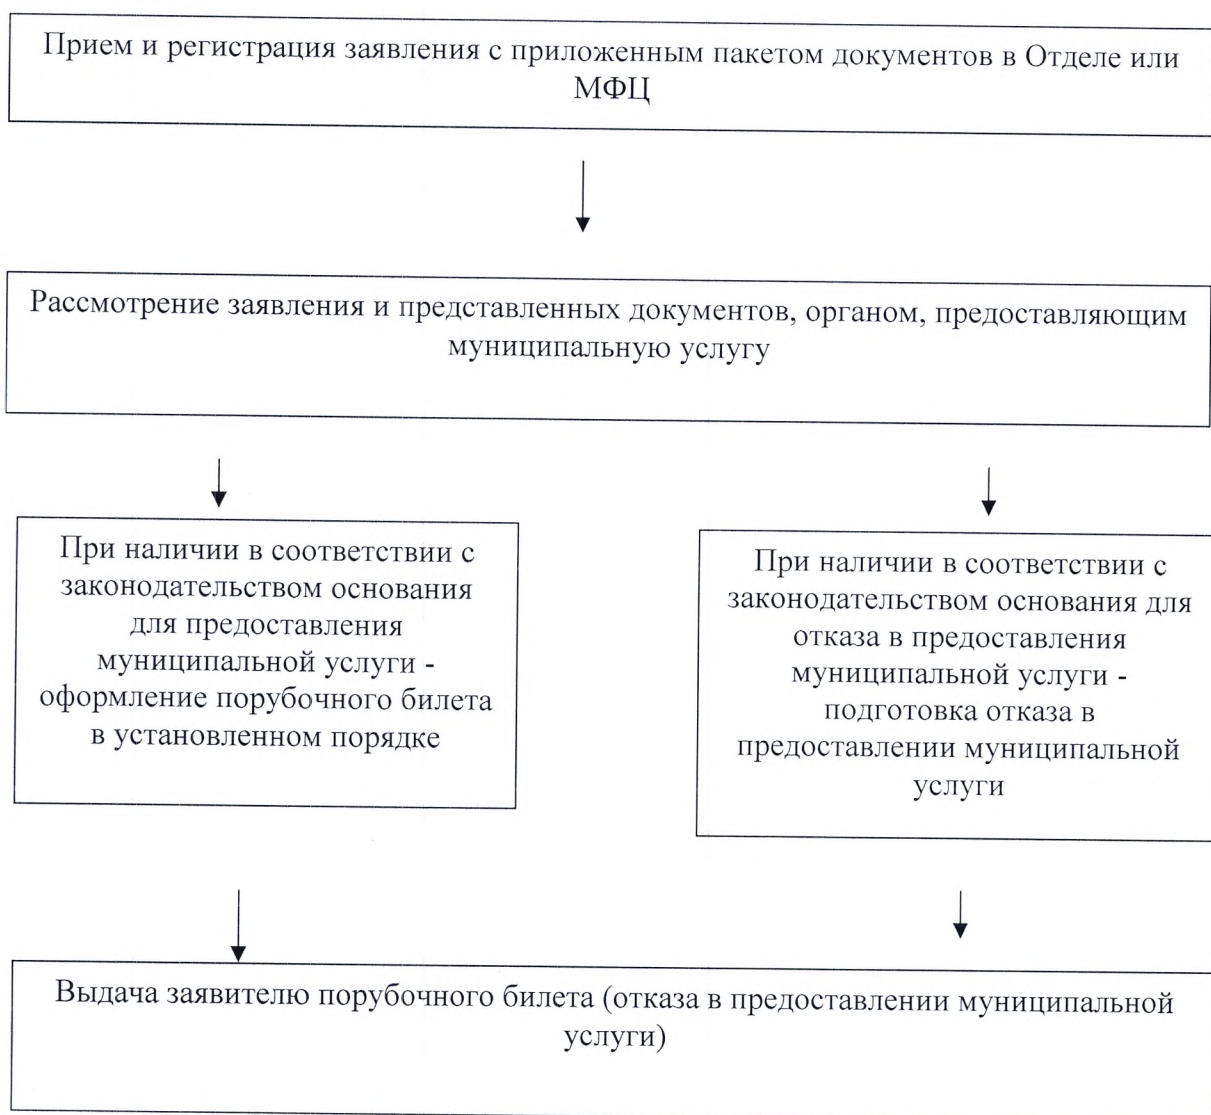 Прием и регистрация заявления с приложенным пакетом документов в Отделе или
МФЦ
Рассмотрение заявления и представленных документов, органом, предоставляющим
муниципальную услугу
При наличии в соответствии с
законодательством основания
для предоставления
муниципальной услуги -
оформление порубочного билета
в установленном порядке
При наличии в соответствии с
законодательством основания для
отказа в предоставления
муниципальной услуги -
подготовка отказа в
предоставлении муниципальной
услуги
Выдача заявителю порубочного билета (отказа в предоставлении муниципальной
услуги)